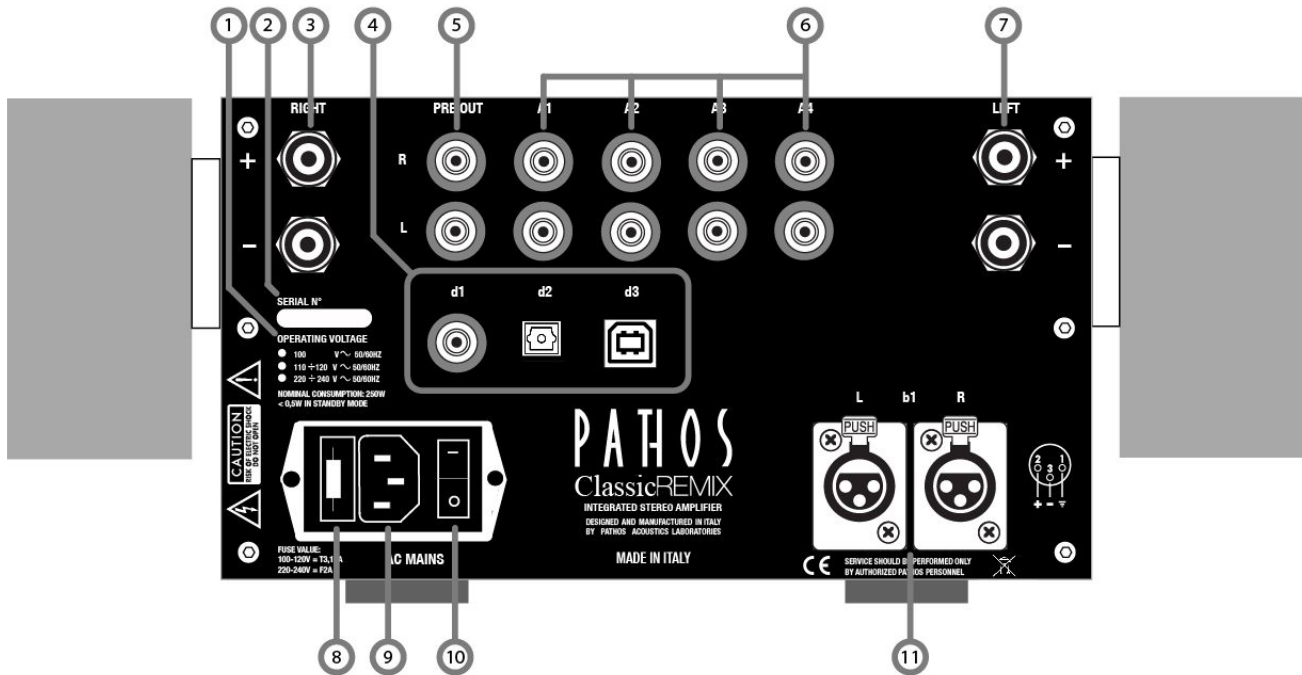 1 2 3 4 5 6 7
RIGHT PRE OUT A1 A2 A3 A4 LEFT
+ R +
− L −
d1 d2 d3
SERIAL N°
OPERATING VOLTAGE
100 V ~ 50/60HZ
110 ÷120 V ~ 50/60HZ
220 ÷ 240 V ~ 50/60HZ
NOMINAL CONSUMPTION: 250W
< 0,5W IN STANDBY MODE
CAUTION
RISK OF ELECTRIC SHOCK
DO NOT OPEN
PATHOS
ClassicREMIX
INTEGRATED STEREO AMPLIFIER
DESIGNED AND MANUFACTURED IN ITALY
BY PATHOS ACOUSTICS LABORATORIES
MADE IN ITALY
L b1 R
PUSH PUSH
2 3 1
+ −
FUSE VALUE:
100-120V = T3,1
220-240V = F2A
AC MAINS
CE
SERVICE SHOULD BE PERFORMED ONLY
BY AUTHORIZED PATHOS PERSONNEL
8 9 10 11